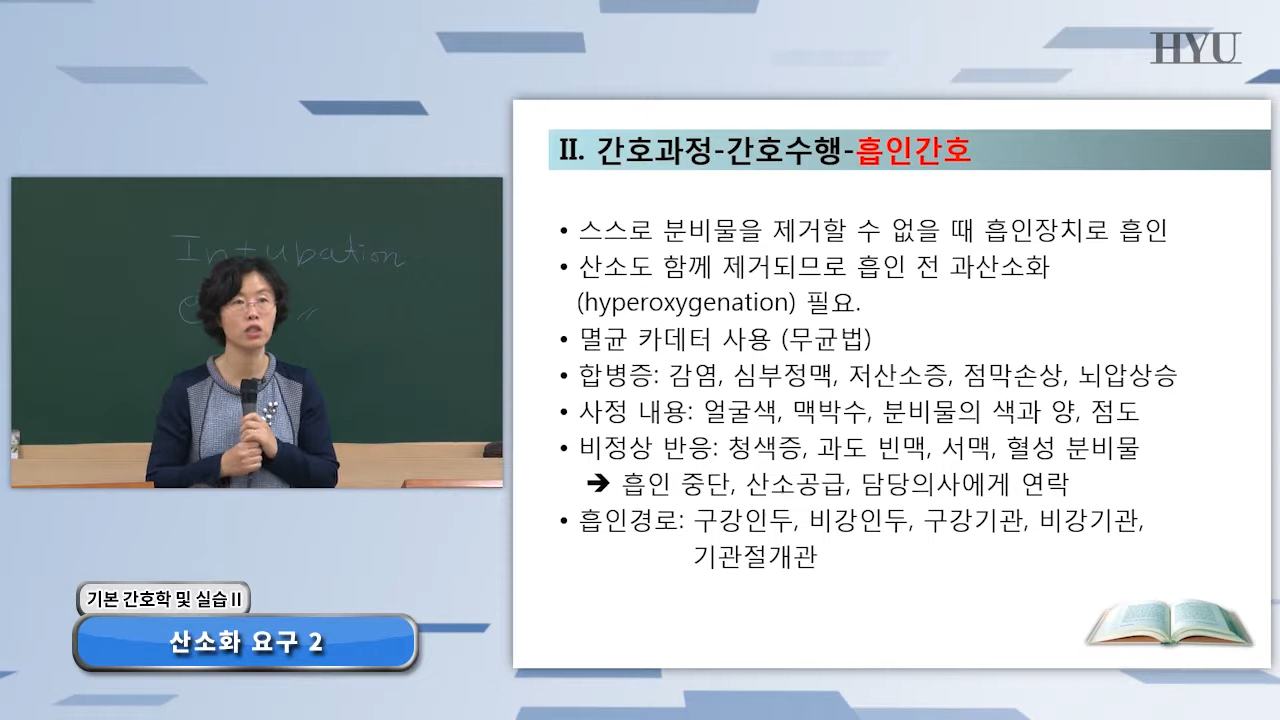 HYU
II. 간호과정-간호수행-흡인간호
• 스스로 분비물을 제거할 수 없을 때 흡인장치로 흡인
• 산소도 함께 제거되므로 흡인 전 과산소화
(hyperoxygenation) 필요.
• 멸균 카데터 사용 (무균법)
• 합병증: 감염, 심부정맥, 저산소증, 점막손상, 뇌압상승
• 사정 내용: 얼굴색, 맥박수, 분비물의 색과 양, 점도
• 비정상 반응: 청색증, 과도 빈맥, 서맥, 혈성 분비물
➔ 흡인 중단, 산소공급, 담당의사에게 연락
• 흡인경로: 구강인두, 비강인두, 구강기관, 비강기관,
기관절개관
Intubation
기본 간호학 및 실습 II
산소화 요구 2